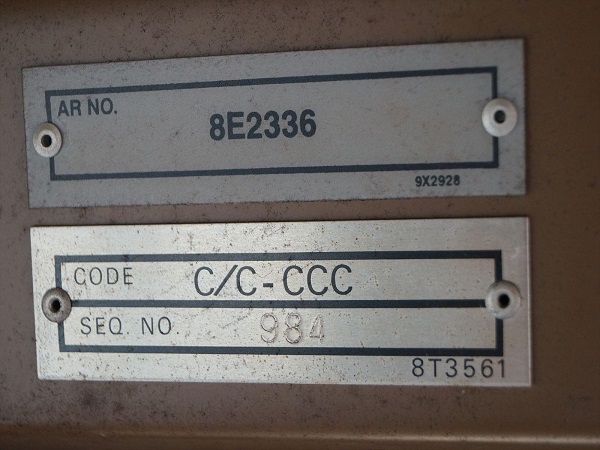 AR NO.
8E2336
9X2928
CODE C/C-CCC
SEQ. NO. 984
8T3561